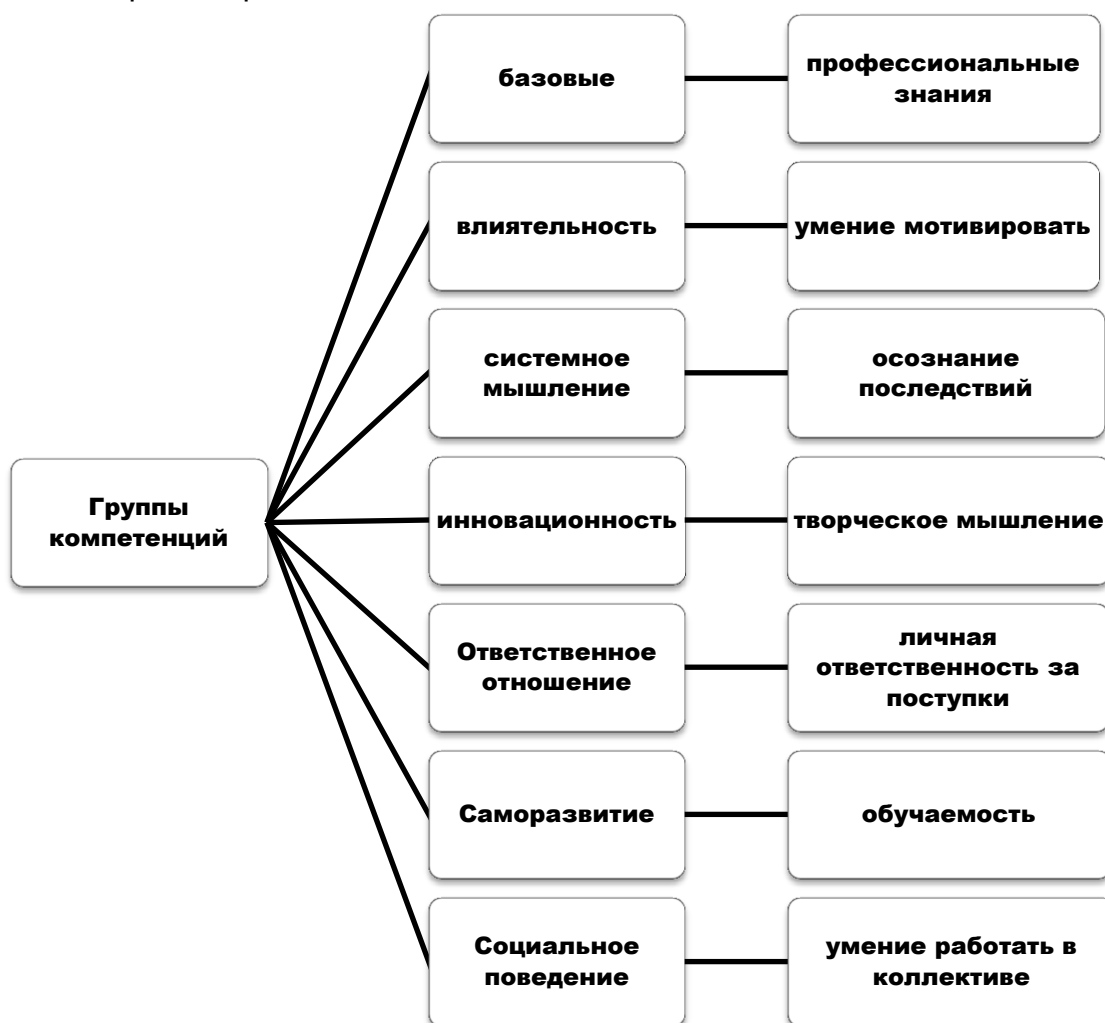 базовые
профессиональные
знания
влиятельность
умение мотивировать
системное
мышление
осознание
последствий
Группы
компетенций
инновационность
творческое мышление
Ответственное
отношение
личная
ответственность за
поступки
Саморазвитие
обучаемость
Социальное
поведение
умение работать в
коллективе